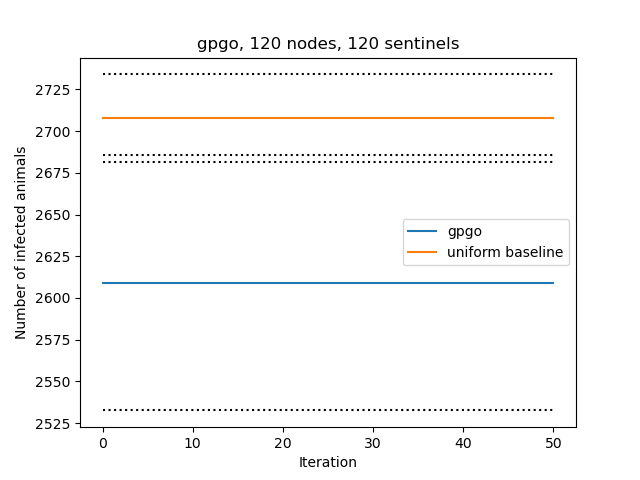 gpgo, 120 nodes, 120 sentinels
Number of infected animals
2725
2700
2675
2650
2625
2600
2575
2550
2525
gpgo
uniform baseline
0 10 20 30 40 50
Iteration